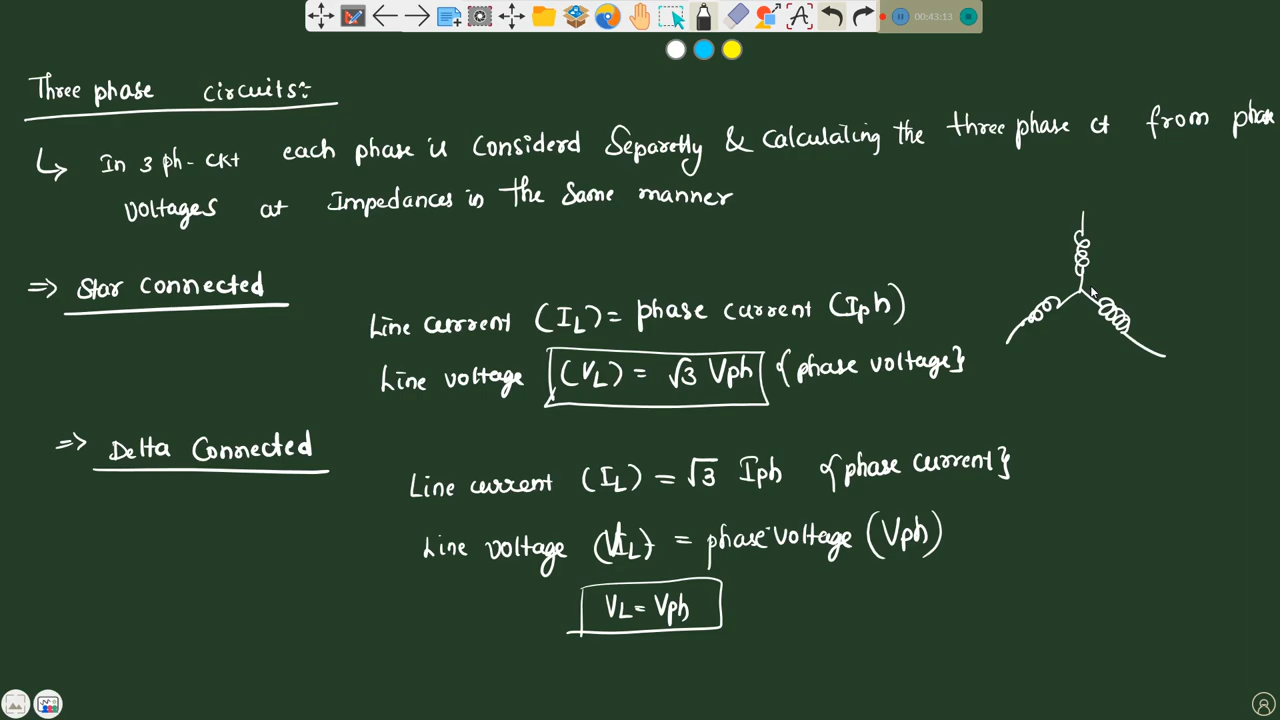 00:43:13
Three phase circuits:-
↳ In 3 ph- ckt each phase is Considerd Separetly & Calculating the three phase ct from phase
voltages at Impedances in the Same manner
⇒ Star Connected
Line current (IL) = phase current (Iph)
Line voltage (VL) = √3 Vph {phase voltage}
⇒ Delta Connected
Line current (IL) = √3 Iph {phase current}
Line voltage (VL) = phase voltage (Vph)
VL = Vph